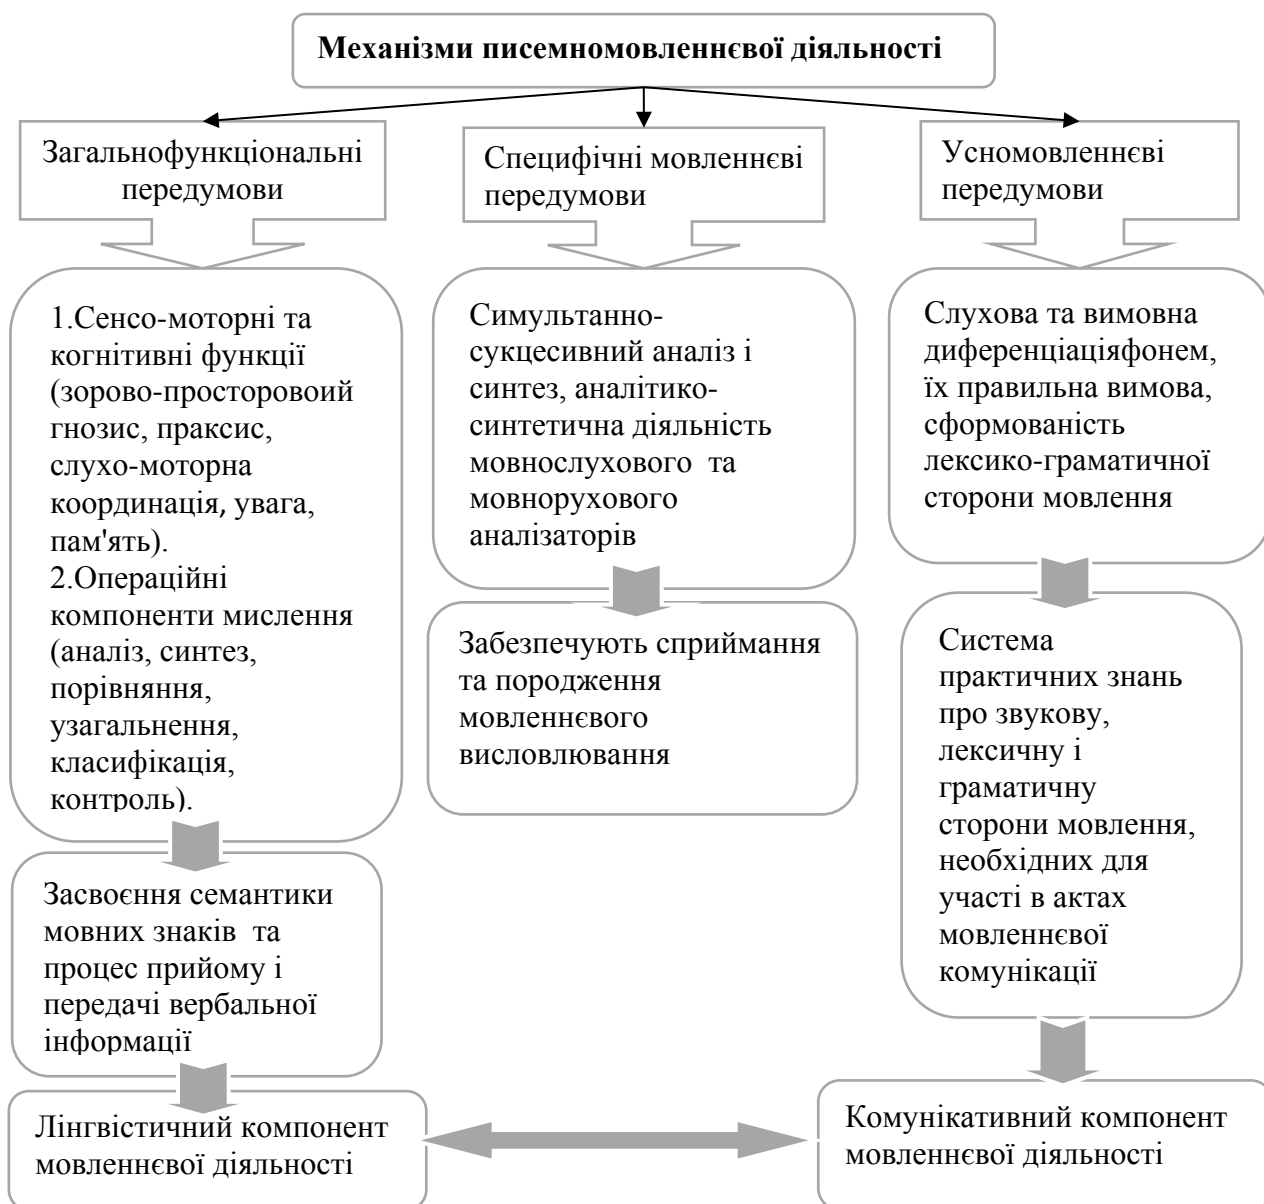 Механізми писемномовленнєвої діяльності
Загальнофункціональні
передумови
Специфічні мовленнєві
передумови
Усномовленнєві
передумови
1.Сенсо-моторні та
когнітивні функції
(зорово-просторовоий
гнозис, праксис,
слухо-моторна
координація, увага,
пам'ять).
2.Операційні
компоненти мислення
(аналіз, синтез,
порівняння,
узагальнення,
класифікація,
контроль).
Симультанно-
сукцесивний аналіз і
синтез, аналітико-
синтетична діяльність
мовнослухового та
мовнорухового
аналізаторів
Слухова та вимовна
диференціаціяфонем,
їх правильна вимова,
сформованість
лексико-граматичної
сторони мовлення
Забезпечують сприймання
та породження
мовленнєвого
висловлювання
Система
практичних знань
про звукову,
лексичну і
граматичну
сторони мовлення,
необхідних для
участі в актах
мовленнєвої
комунікації
Засвоєння семантики
мовних знаків та
процес прийому і
передачі вербальної
інформації
Лінгвістичний компонент
мовленнєвої діяльності
Комунікативний компонент
мовленнєвої діяльності